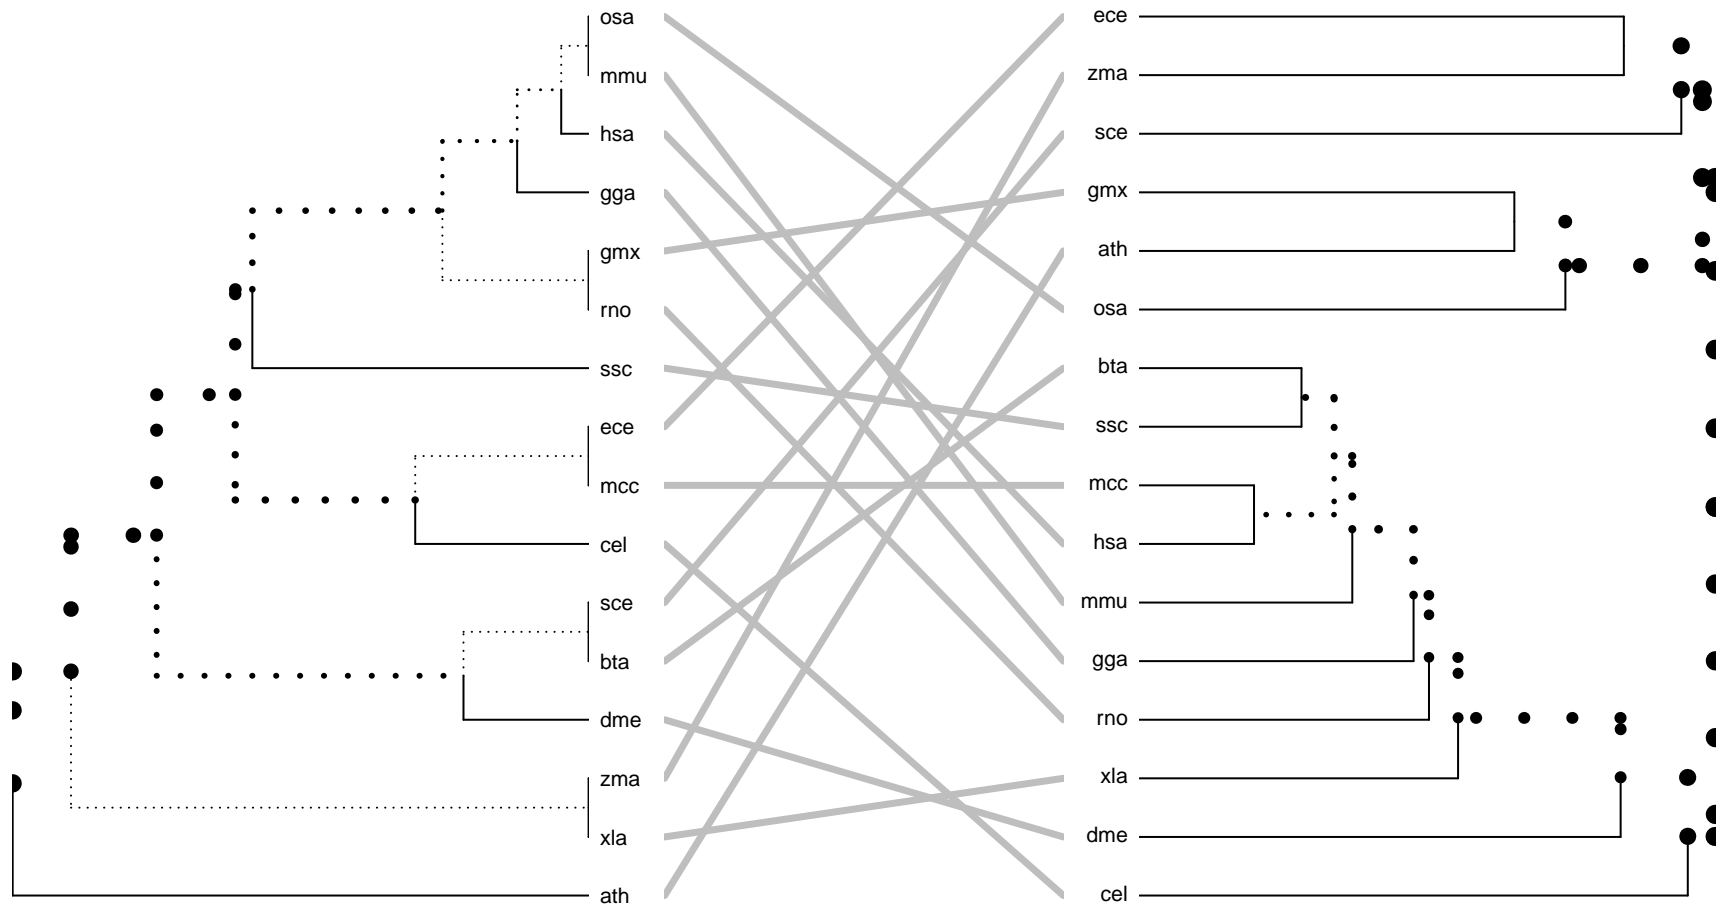 osa ece
mmu zma
hsa sce
gga gmx
gmx ath
rno osa
ssc bta
ece ssc
mcc mcc
cel hsa
sce mmu
bta gga
dme rno
zma xla
xla dme
ath cel